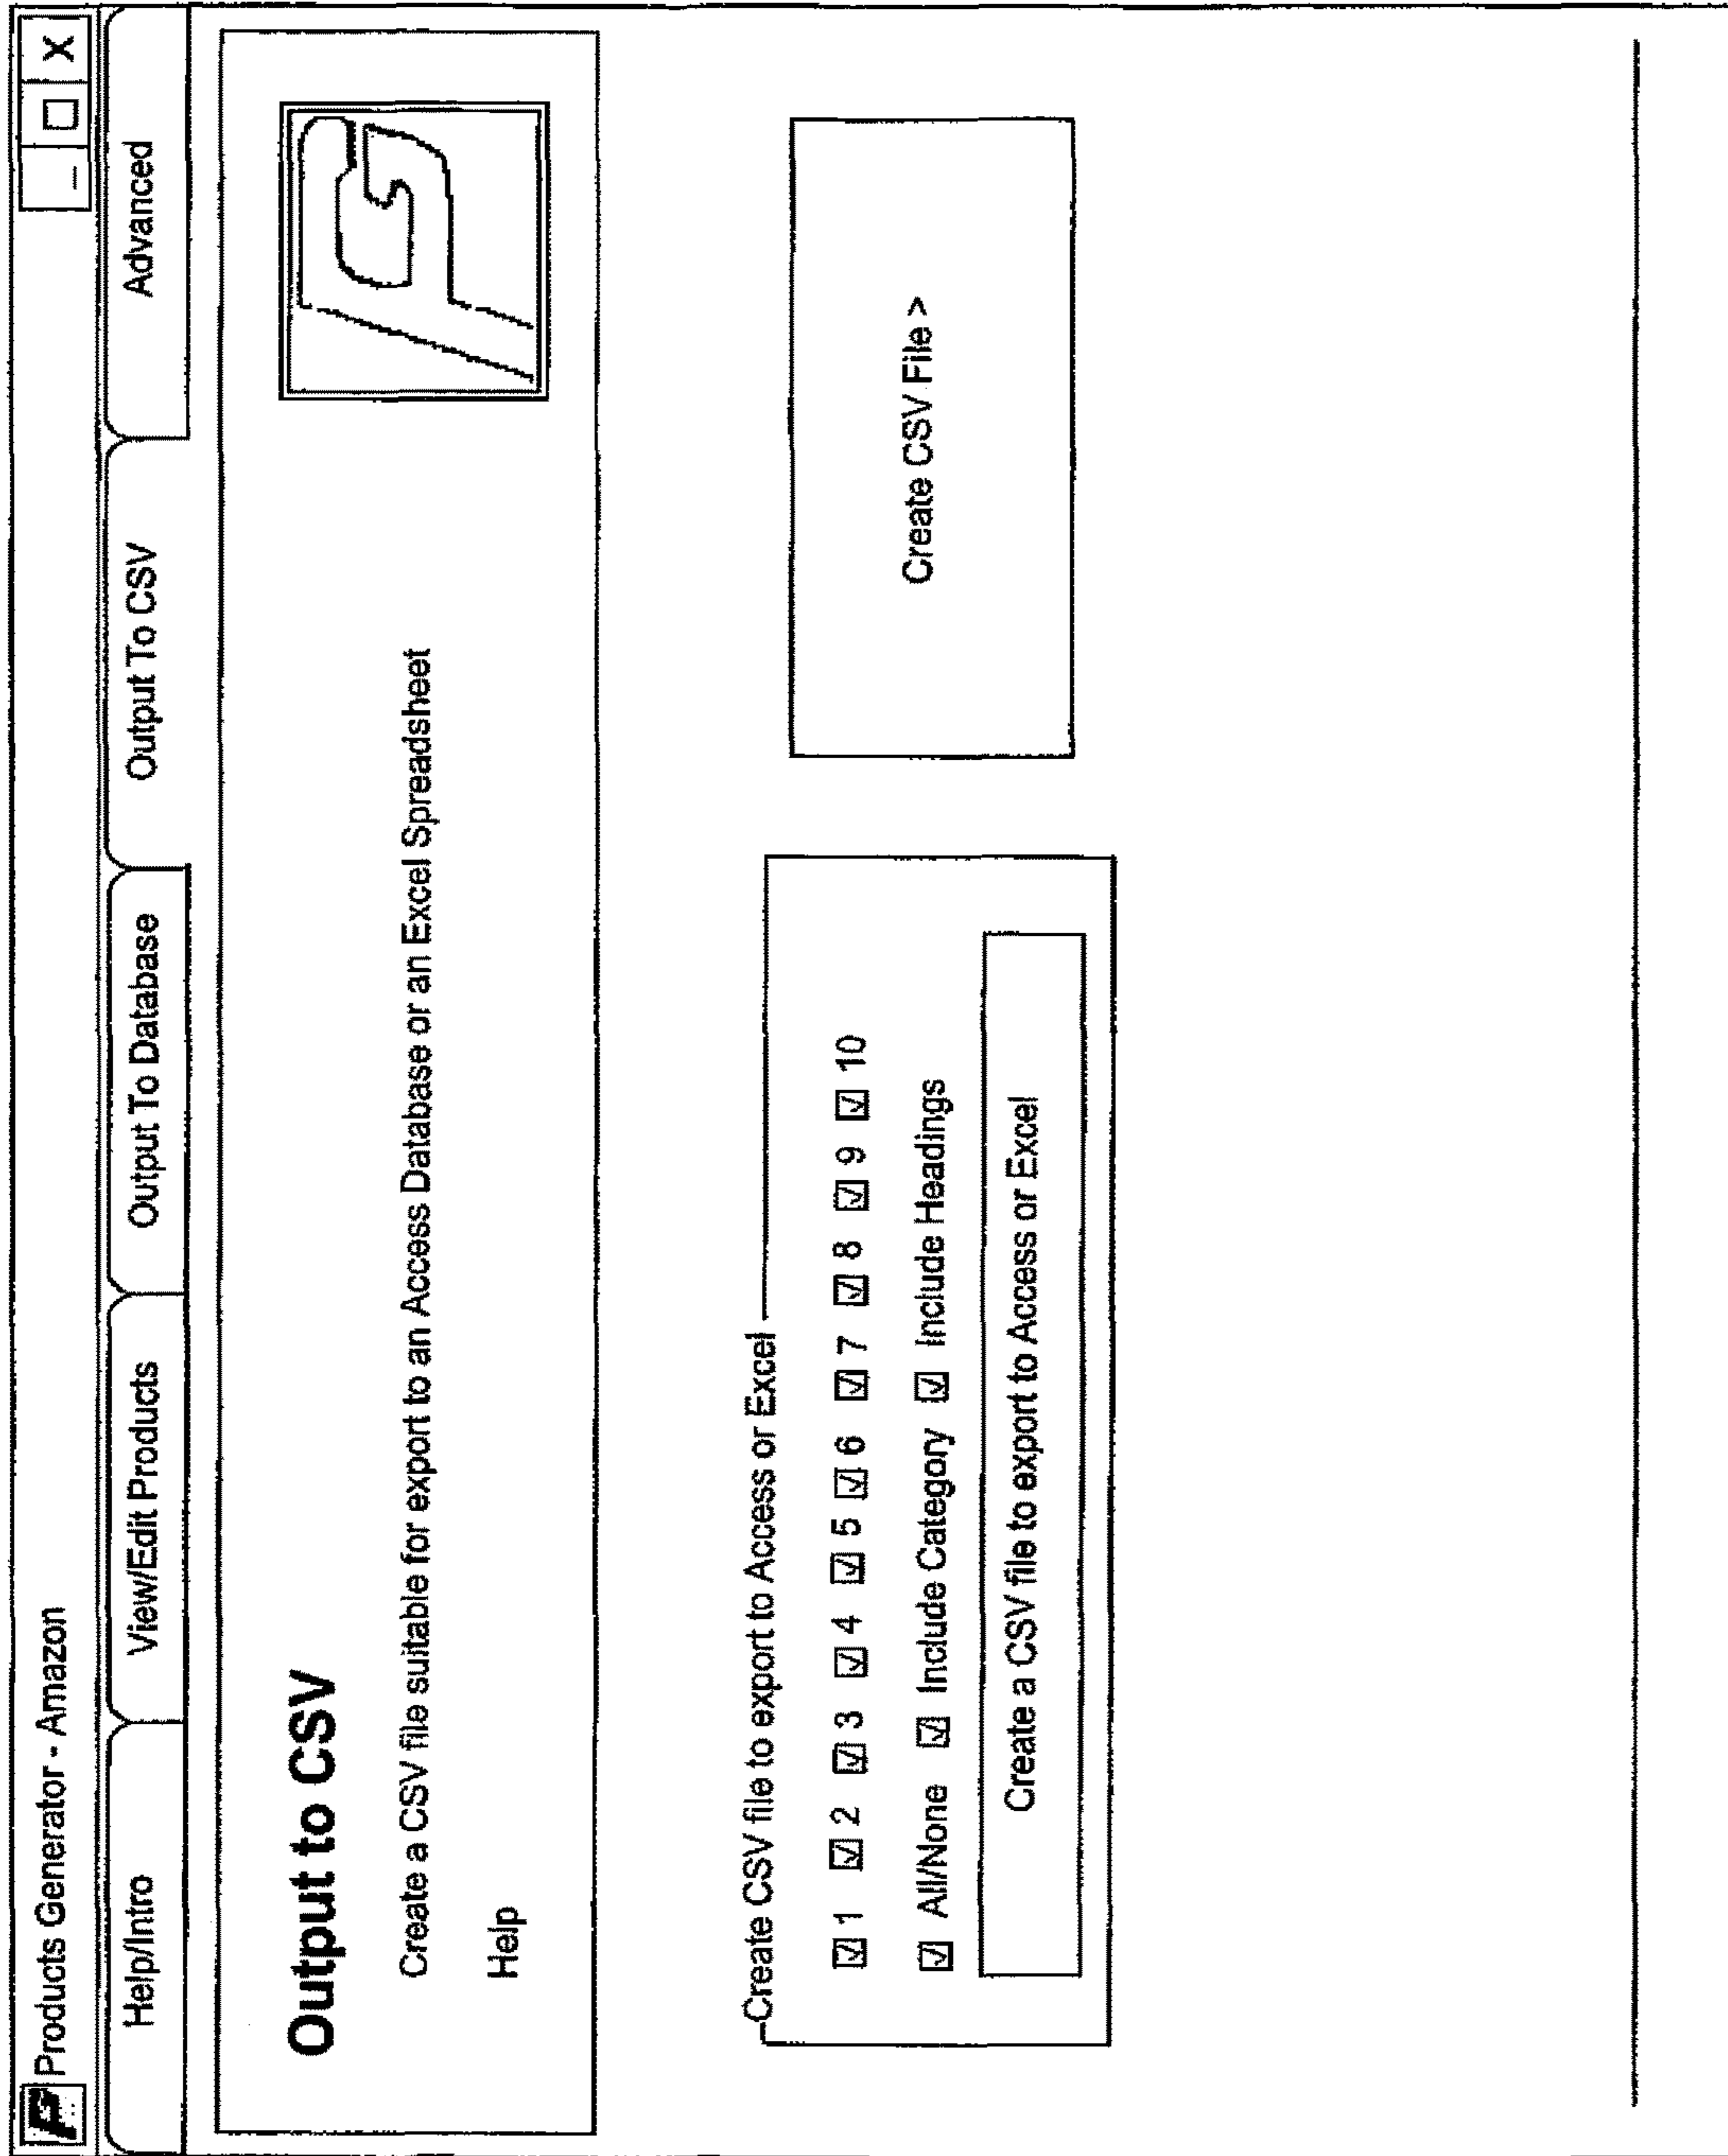 Products Generator - Amazon
_ □ X
Help/Intro View/Edit Products Output To Database Output To CSV Advanced
Output to CSV
Create a CSV file suitable for export to an Access Database or an Excel Spreadsheet
Help
Create CSV file to export to Access or Excel
☑ 1 ☑ 2 ☑ 3 ☑ 4 ☑ 5 ☑ 6 ☑ 7 ☑ 8 ☑ 9 ☑ 10
☑ All/None ☑ Include Category ☑ Include Headings
Create a CSV file to export to Access or Excel
Create CSV File >